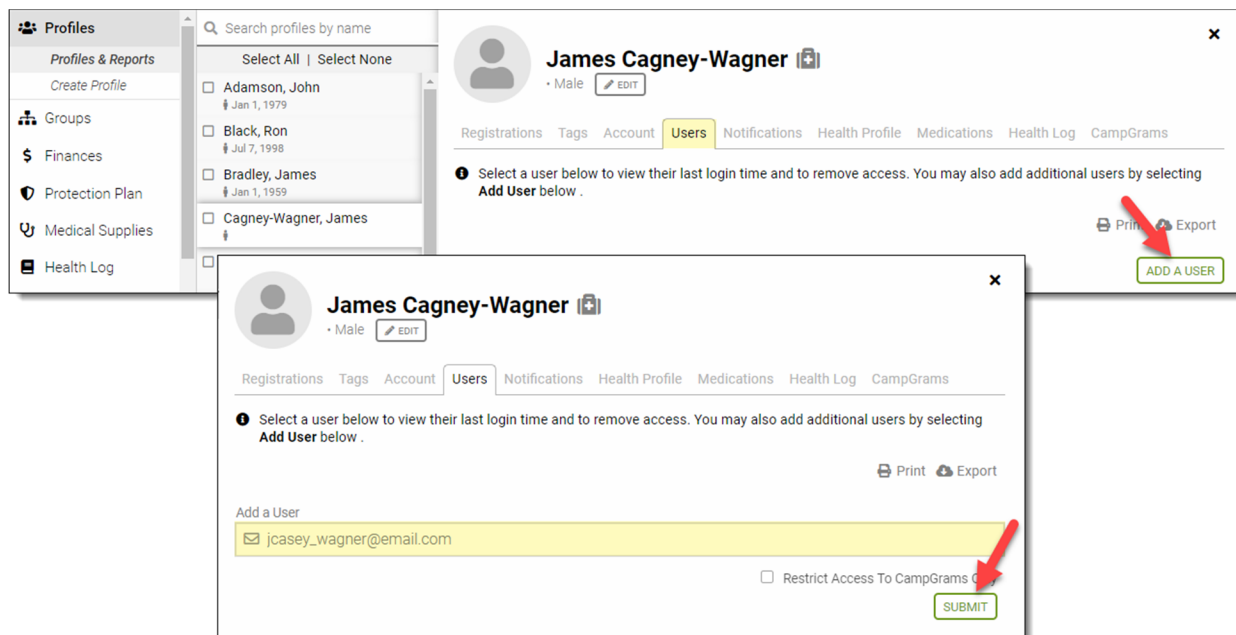 Profiles
Profiles & Reports
Create Profile
Groups
Finances
Protection Plan
Medical Supplies
Health Log
Search profiles by name
Select All | Select None
Adamson, John
Jan 1, 1979
Black, Ron
Jul 7, 1998
Bradley, James
Jan 1, 1959
Cagney-Wagner, James
James Cagney-Wagner
• Male EDIT
Registrations Tags Account Users Notifications Health Profile Medications Health Log CampGrams
Select a user below to view their last login time and to remove access. You may also add additional users by selecting
Add User below .
Print Export
ADD A USER
James Cagney-Wagner
• Male EDIT
Registrations Tags Account Users Notifications Health Profile Medications Health Log CampGrams
Select a user below to view their last login time and to remove access. You may also add additional users by selecting
Add User below .
Print Export
Add a User
jcasey_wagner@email.com
Restrict Access To CampGrams Only
SUBMIT